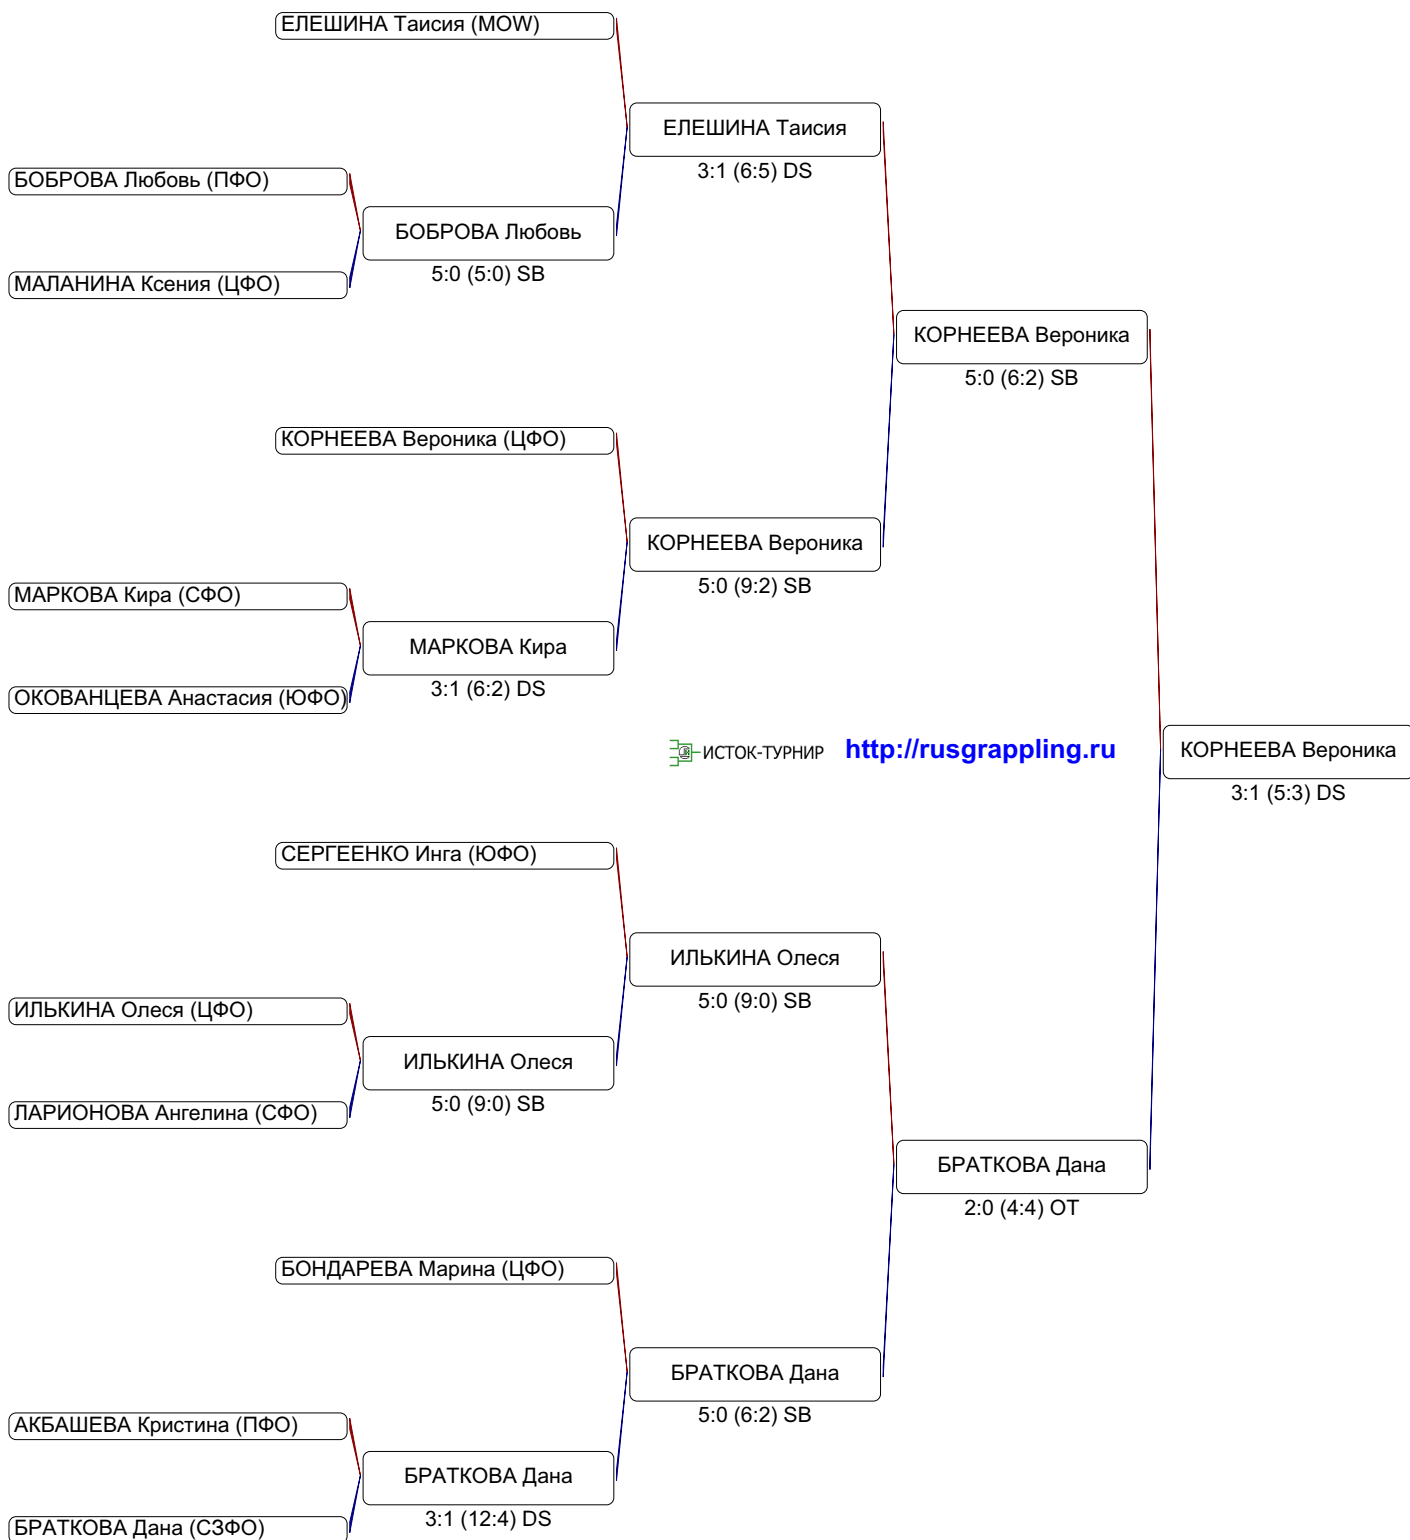 ЕЛЕШИНА Таисия (MOW)
ЕЛЕШИНА Таисия
3:1 (6:5) DS
БОБРОВА Любовь (ПФО)
БОБРОВА Любовь
5:0 (5:0) SB
МАЛАНИНА Ксения (ЦФО)
КОРНЕЕВА Вероника
5:0 (6:2) SB
КОРНЕЕВА Вероника (ЦФО)
КОРНЕЕВА Вероника
5:0 (9:2) SB
МАРКОВА Кира (СФО)
МАРКОВА Кира
3:1 (6:2) DS
ОКОВАНЦЕВА Анастасия (ЮФО)
ИСТОК-ТУРНИР http://rusgrappling.ru
КОРНЕЕВА Вероника
3:1 (5:3) DS
СЕРГЕЕНКО Инга (ЮФО)
ИЛЬКИНА Олеся
5:0 (9:0) SB
ИЛЬКИНА Олеся (ЦФО)
ИЛЬКИНА Олеся
5:0 (9:0) SB
ЛАРИОНОВА Ангелина (СФО)
БРАТКОВА Дана
2:0 (4:4) OT
БОНДАРЕВА Марина (ЦФО)
БРАТКОВА Дана
5:0 (6:2) SB
АКБАШЕВА Кристина (ПФО)
БРАТКОВА Дана
3:1 (12:4) DS
БРАТКОВА Дана (СЗФО)